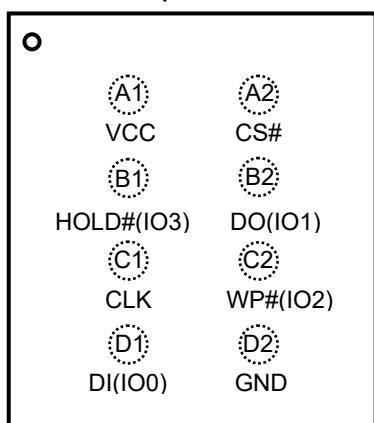 A1 A2
VCC CS#
B1 B2
HOLD#(IO3) DO(IO1)
C1 C2
CLK WP#(IO2)
D1 D2
DI(IO0) GND